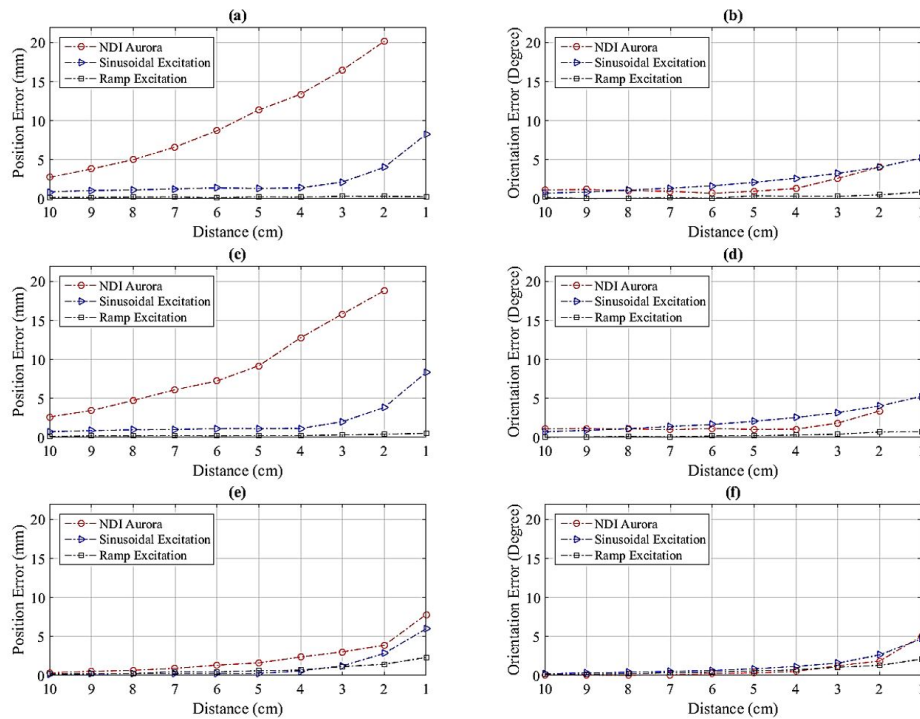 (a)
20
15
10
5
0
Position Error (mm)
NDI Aurora
Sinusoidal Excitation
Ramp Excitation
10 9 8 7 6 5 4 3 2 1
Distance (cm)
(b)
20
15
10
5
0
Orientation Error (Degree)
NDI Aurora
Sinusoidal Excitation
Ramp Excitation
10 9 8 7 6 5 4 3 2 1
Distance (cm)
(c)
20
15
10
5
0
Position Error (mm)
NDI Aurora
Sinusoidal Excitation
Ramp Excitation
10 9 8 7 6 5 4 3 2 1
Distance (cm)
(d)
20
15
10
5
0
Orientation Error (Degree)
NDI Aurora
Sinusoidal Excitation
Ramp Excitation
10 9 8 7 6 5 4 3 2 1
Distance (cm)
(e)
20
15
10
5
0
Position Error (mm)
NDI Aurora
Sinusoidal Excitation
Ramp Excitation
10 9 8 7 6 5 4 3 2 1
Distance (cm)
(f)
20
15
10
5
0
Orientation Error (Degree)
NDI Aurora
Sinusoidal Excitation
Ramp Excitation
10 9 8 7 6 5 4 3 2 1
Distance (cm)